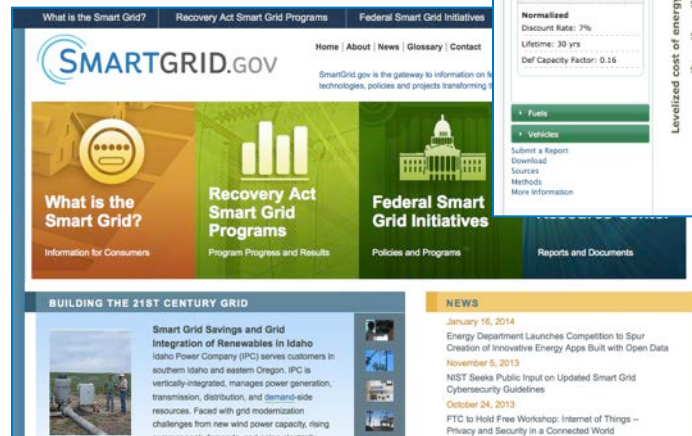 What is the Smart Grid?
Recovery Act Smart Grid Programs
Federal Smart Grid Initiatives
SMARTGRID.GOV
Home | About | News | Glossary | Contact
SmartGrid.gov is the gateway to information on
technologies, policies and projects transforming
Normalized
Discount Rate: 7%
Lifetime: 30 yrs
Def Capacity Factor: 0.16
Levelized cost of energy
Fuels
Vehicles
Submit a Report
Download
Sources
Methods
More Information
What is the
Smart Grid?
Information for Consumers
Recovery Act
Smart Grid
Programs
Program Progress and Results
Federal Smart
Grid Initiatives
Policies and Programs
Reports and Documents
BUILDING THE 21ST CENTURY GRID
Smart Grid Savings and Grid
Integration of Renewables in Idaho
Idaho Power Company (IPC) serves customers in
southern Idaho and eastern Oregon. IPC is
vertically-integrated, manages power generation,
transmission, distribution, and demand-side
resources. Faced with grid modernization
challenges from new wind power capacity, rising
NEWS
January 16, 2014
Energy Department Launches Competition to Spur
Creation of Innovative Energy Apps Built with Open Data
November 5, 2013
NIST Seeks Public Input on Updated Smart Grid
Cybersecurity Guidelines
October 24, 2013
FTC to Hold Free Workshop: Internet of Things --
Privacy and Security in a Connected World